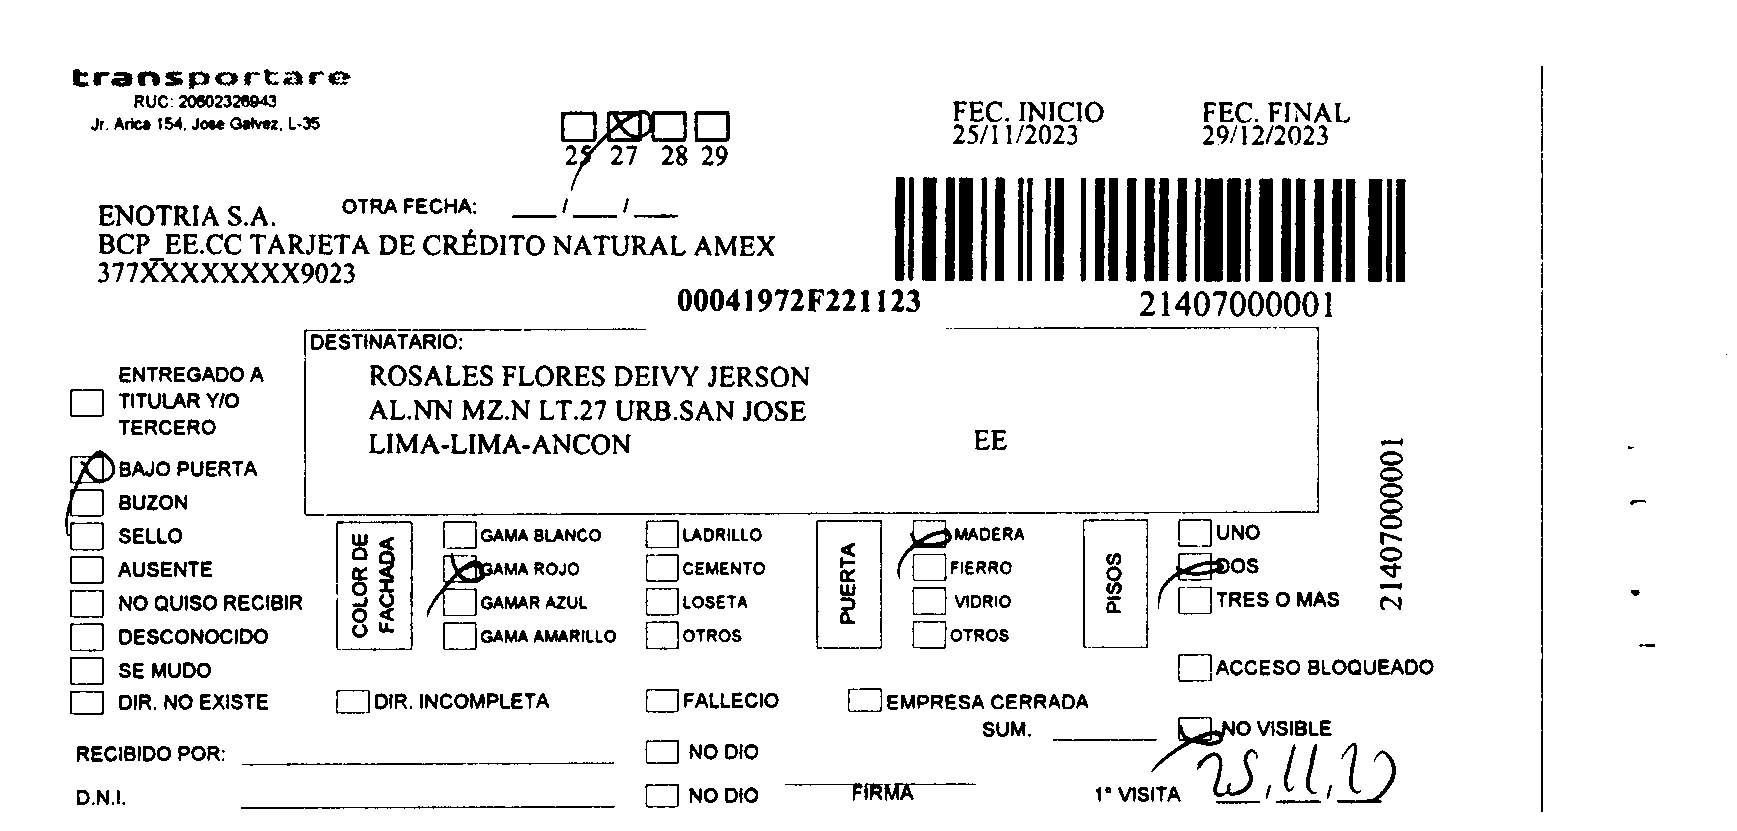 transportare
RUC: 20602326943
Jr. Arica 154, Jose Galvez, L-35
25 27 28 29
FEC. INICIO
25/11/2023
FEC. FINAL
29/12/2023
ENOTRIA S.A.
OTRA FECHA: ___/___/___
BCP_EE.CC TARJETA DE CRÉDITO NATURAL AMEX
377XXXXXXXXX9023
00041972F221123
21407000001
DESTINATARIO:
ROSALES FLORES DEIVY JERSON
AL.NN MZ.N LT.27 URB.SAN JOSE
LIMA-LIMA-ANCON
EE
21407000001
ENTREGADO A
TITULAR Y/O
TERCERO
BAJO PUERTA
BUZON
SELLO
AUSENTE
NO QUISO RECIBIR
DESCONOCIDO
SE MUDO
DIR. NO EXISTE
COLOR DE
FACHADA
GAMA BLANCO
GAMA ROJO
GAMAR AZUL
GAMA AMARILLO
LADRILLO
CEMENTO
LOSETA
OTROS
PUERTA
MADERA
FIERRO
VIDRIO
OTROS
PISOS
UNO
DOS
TRES O MAS
ACCESO BLOQUEADO
DIR. INCOMPLETA
FALLECIO
EMPRESA CERRADA
SUM. ________
NO VISIBLE
RECIBIDO POR:
NO DIO
D.N.I.
NO DIO
FIRMA
1ª VISITA